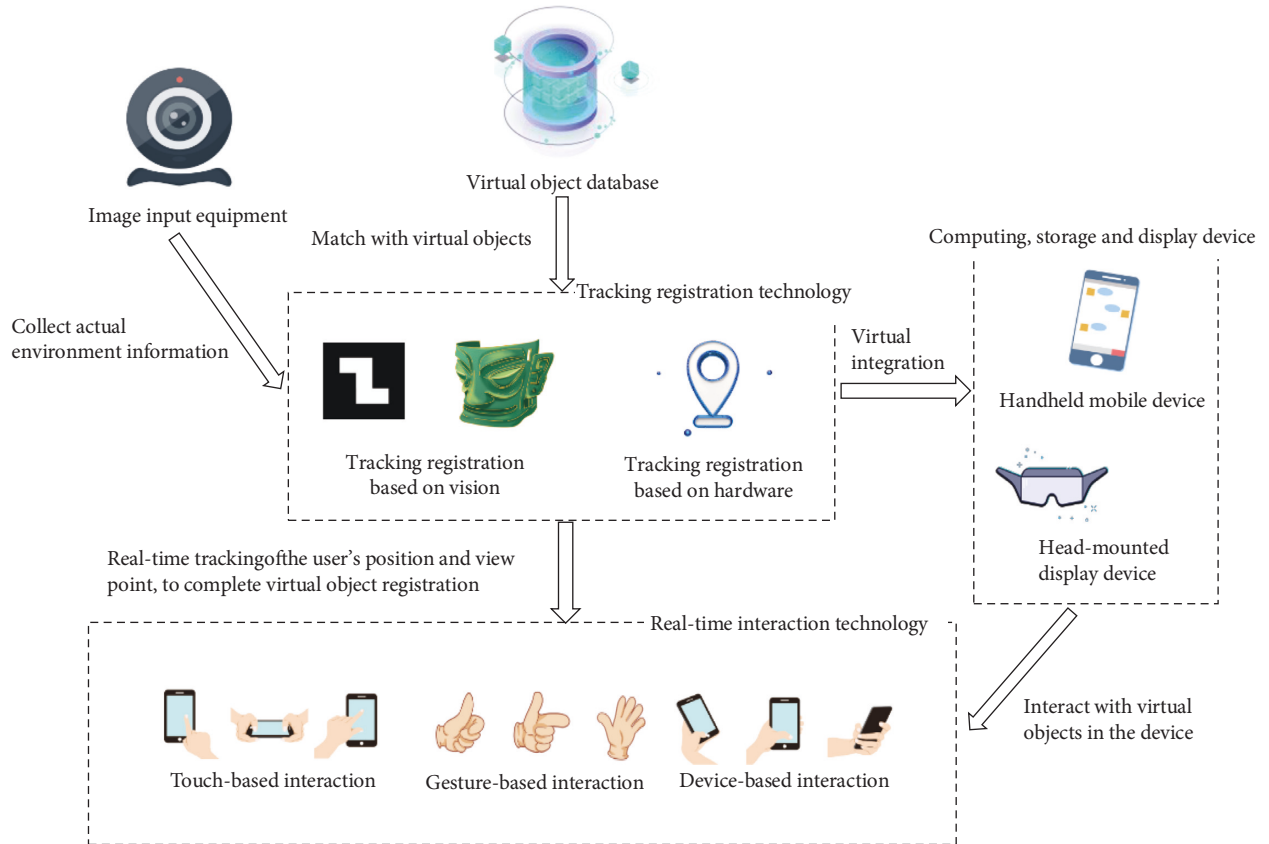 Virtual object database
Image input equipment
Match with virtual objects
Computing, storage and display device
Tracking registration technology
Collect actual
environment information
Virtual
integration
Handheld mobile device
Tracking registration
based on vision
Tracking registration
based on hardware
Head-mounted
display device
Real-time trackingofthe user's position and view
point, to complete virtual object registration
Real-time interaction technology
Interact with virtual
objects in the device
Touch-based interaction
Gesture-based interaction
Device-based interaction